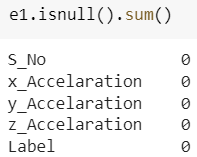 e1.isnull().sum()
S_No 0
x_Accelaration 0
y_Accelaration 0
z_Accelaration 0
Label 0